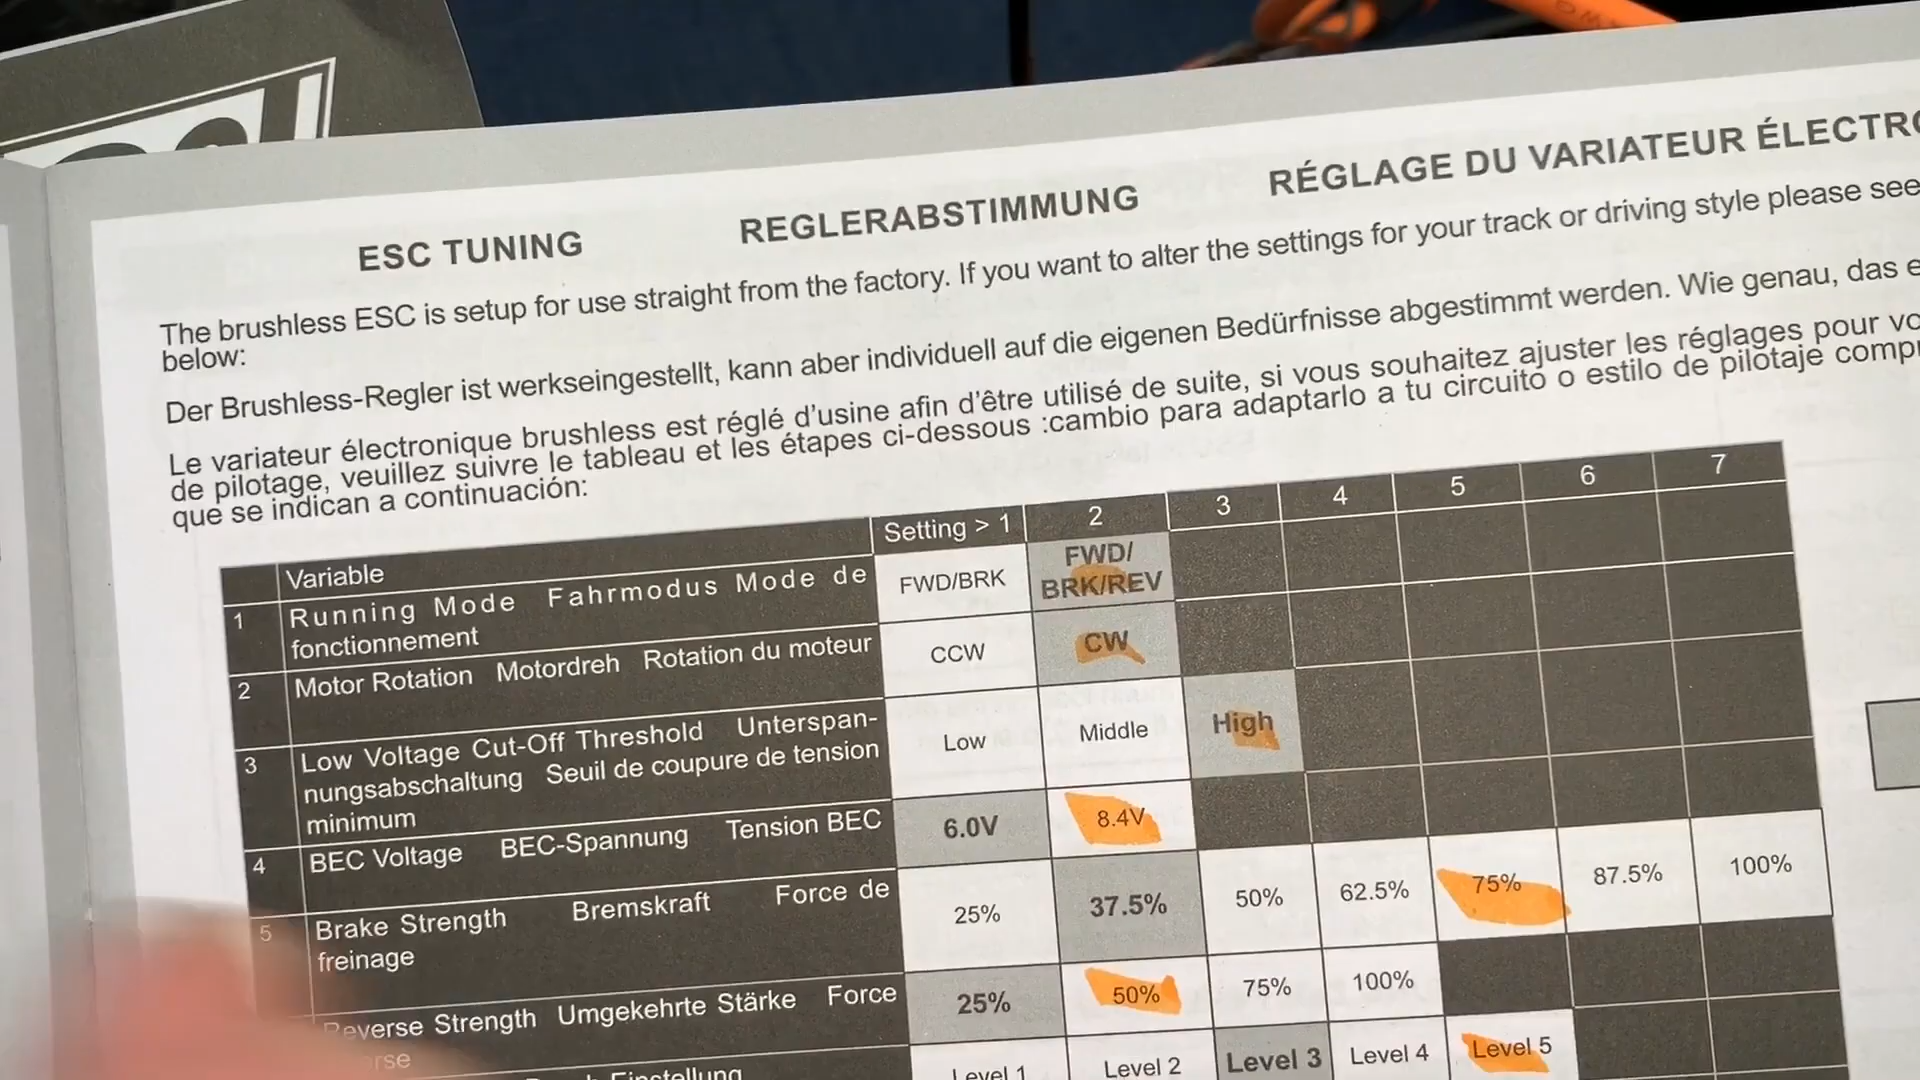 ESC TUNING REGLERABSTIMMUNG RÉGLAGE DU VARIATEUR
The brushless ESC is setup for use straight from the factory. If you want to alter the settings for your track or driving style please see
below:
Der Brushless-Regler ist werkseingestellt, kann aber individuell auf die eigenen Bedürfnisse abgestimmt werden. Wie genau, das
Le variateur électronique brushless est réglé d'usine afin d'être utilisé de suite, si vous souhaitez ajuster les réglages pour
de pilotage, veuillez suivre le tableau et les étapes ci-dessous :cambio para adaptarlo a tu circuito o estilo de pilotaje
que se indican a continuación:
Variable Setting > 1 2 3 4 5 6 7
1 Running Mode Fahrmodus Mode de
fonctionnement
FWD/BRK
FWD/
BRK/REV
2 Motor Rotation Motordreh Rotation du moteur
CCW CW
3 Low Voltage Cut-Off Threshold Unterspan-
nungsabschaltung Seuil de coupure de tension
minimum
Low Middle High
4 BEC Voltage BEC-Spannung Tension BEC
6.0V 8.4V
5 Brake Strength Bremskraft Force de
freinage
25% 37.5% 50% 62.5% 75% 87.5% 100%
Reverse Strength Umgekehrte Stärke Force
25% 50% 75% 100%
Level 1 Level 2 Level 3 Level 4 Level 5